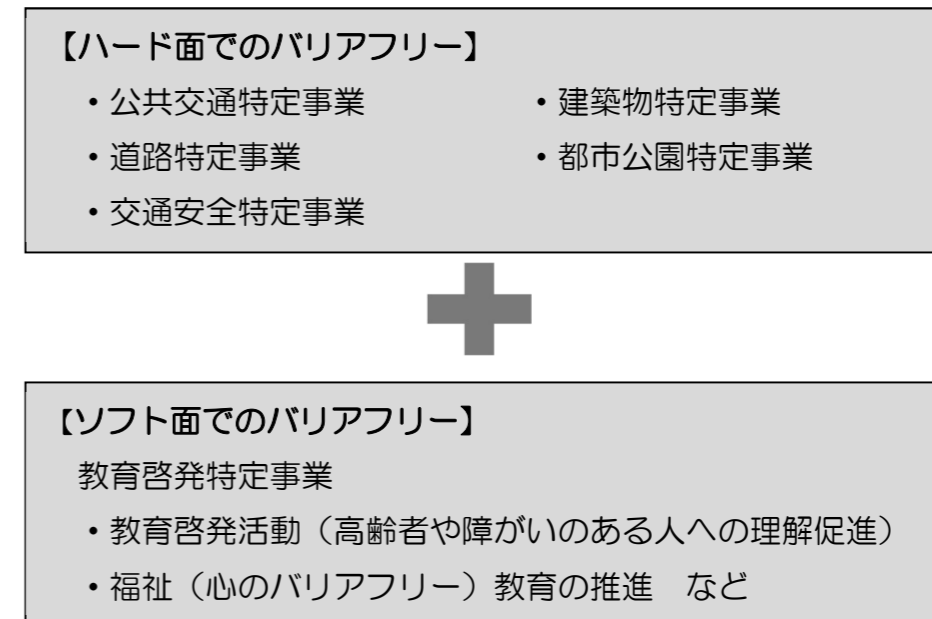 【ハード面でのバリアフリー】
・公共交通特定事業　・建築物特定事業
・道路特定事業　・都市公園特定事業
・交通安全特定事業
【ソフト面でのバリアフリー】
教育啓発特定事業
・教育啓発活動（高齢者や障がいのある人への理解促進）
・福祉（心のバリアフリー）教育の推進　など